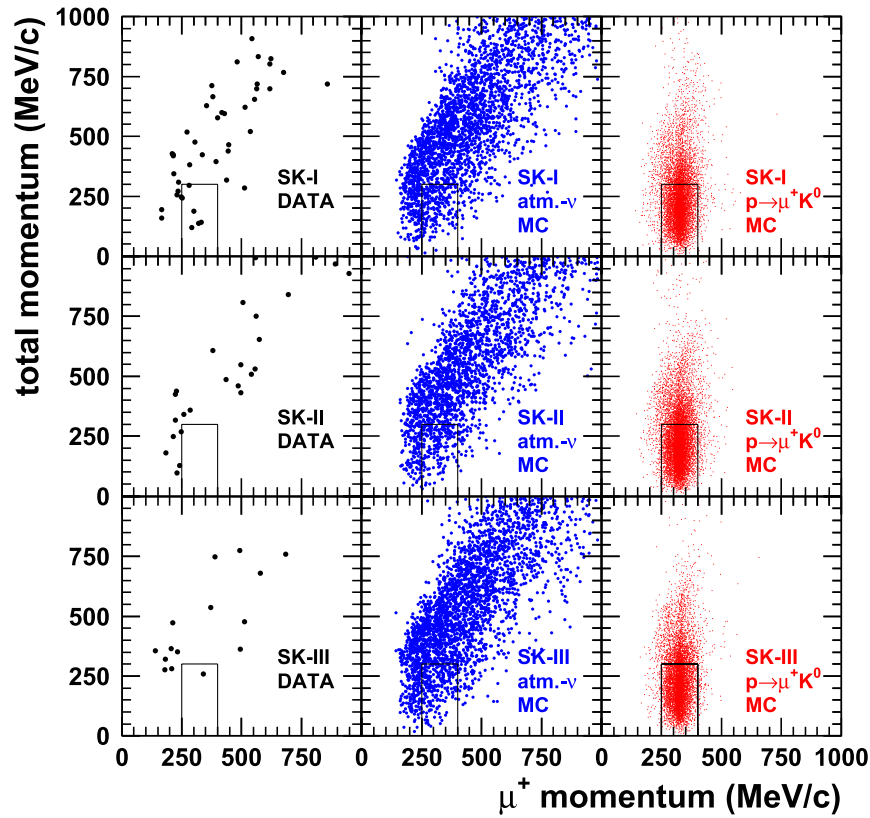 total momentum (MeV/c)
1000
750
500
250
0
SK-I
DATA
SK-I
atm.-ν
MC
SK-I
p→μ⁺K⁰
MC
750
500
250
0
SK-II
DATA
SK-II
atm.-ν
MC
SK-II
p→μ⁺K⁰
MC
750
500
250
0
SK-III
DATA
SK-III
atm.-ν
MC
SK-III
p→μ⁺K⁰
MC
0 250 500 750 0 250 500 750 0 250 500 750 1000
μ⁺ momentum (MeV/c)